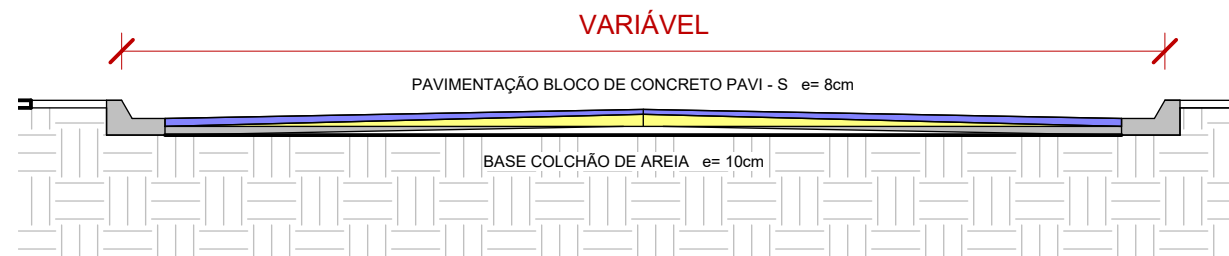 VARIÁVEL
PAVIMENTAÇÃO BLOCO DE CONCRETO PAVI - S e= 8cm
BASE COLCHÃO DE AREIA e= 10cm